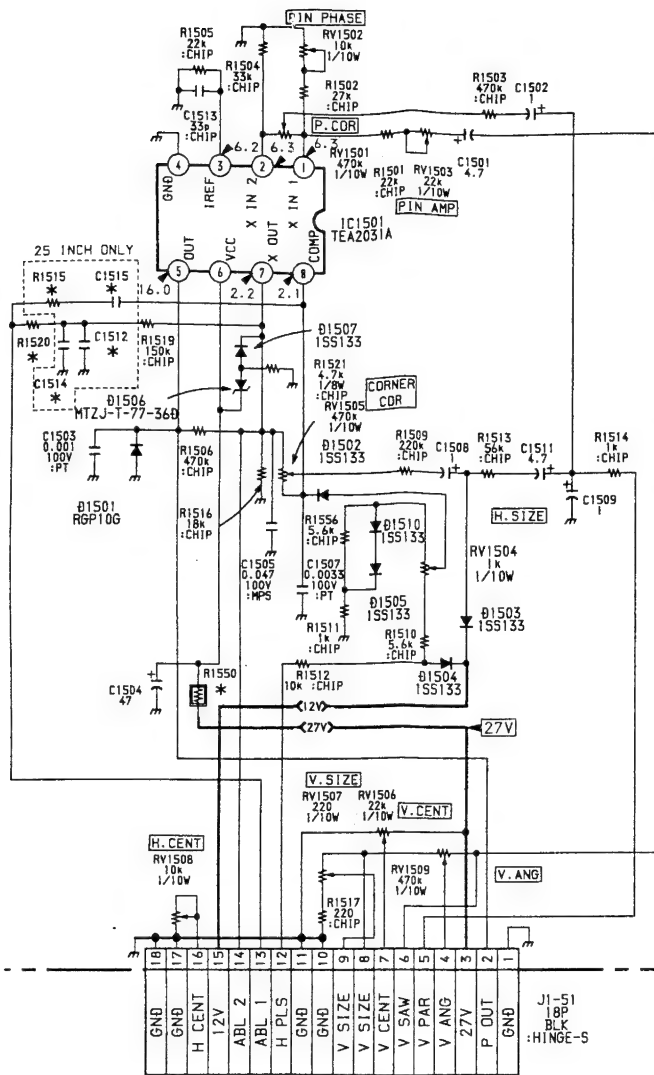 PIN PHASE
R1505
22k
:CHIP
R1504
33k
:CHIP
C1513
33p
:CHIP
RV1502
10k
1/10W
R1502
27k
:CHIP
R1503
470k
:CHIP
C1502
1
P.COR
RV1501
470k
1/10W
R1501
22k
:CHIP
RV1503
22k
1/10W
C1501
4.7
PIN AMP
6.2
6.3
6.3
4
3
2
1
GND
IREF
X IN 2
X IN 1
IC1501
TEA2031A
OUT
VCC
X OUT
COMP
5
6
7
8
16.0
2.2
2.1
25 INCH ONLY
R1515
*
C1515
*
R1520
*
C1512
*
C1514
*
R1519
150k
:CHIP
D1507
1SS133
D1506
MTZJ-T-77-36D
R1521
4.7k
1/8W
:CHIP
CORNER
COR
RV1505
470k
1/10W
D1502
1SS133
C1503
0.001
100V
:PT
D1501
RGP10G
R1506
470k
:CHIP
R1516
18k
:CHIP
R1509
220k
:CHIP
C1508
1
R1513
56k
:CHIP
C1511
4.7
R1514
1k
:CHIP
C1509
1
H.SIZE
C1505
0.047
100V
:MPS
C1507
0.0033
100V
:PT
R1556
5.6k
:CHIP
D1510
1SS133
D1505
1SS133
RV1504
1k
1/10W
D1503
1SS133
R1511
1k
:CHIP
R1510
5.6k
:CHIP
D1504
1SS133
R1512
10k :CHIP
C1504
47
R1550
*
12V
27V
27V
V.SIZE
RV1507
220
1/10W
RV1506
22k
1/10W
V.CENT
H.CENT
RV1508
10k
1/10W
RV1509
470k
1/10W
V.ANG
R1517
220
:CHIP
18 17 16 15 14 13 12 11 10 9 8 7 6 5 4 3 2 1
GND
GND
H CENT
12V
ABL 2
ABL 1
H PLS
GND
GND
V SIZE
V SIZE
V CENT
V SAW
V PAR
V ANG
27V
P OUT
GND
J1-51
18P
BLK
:HINGE-S